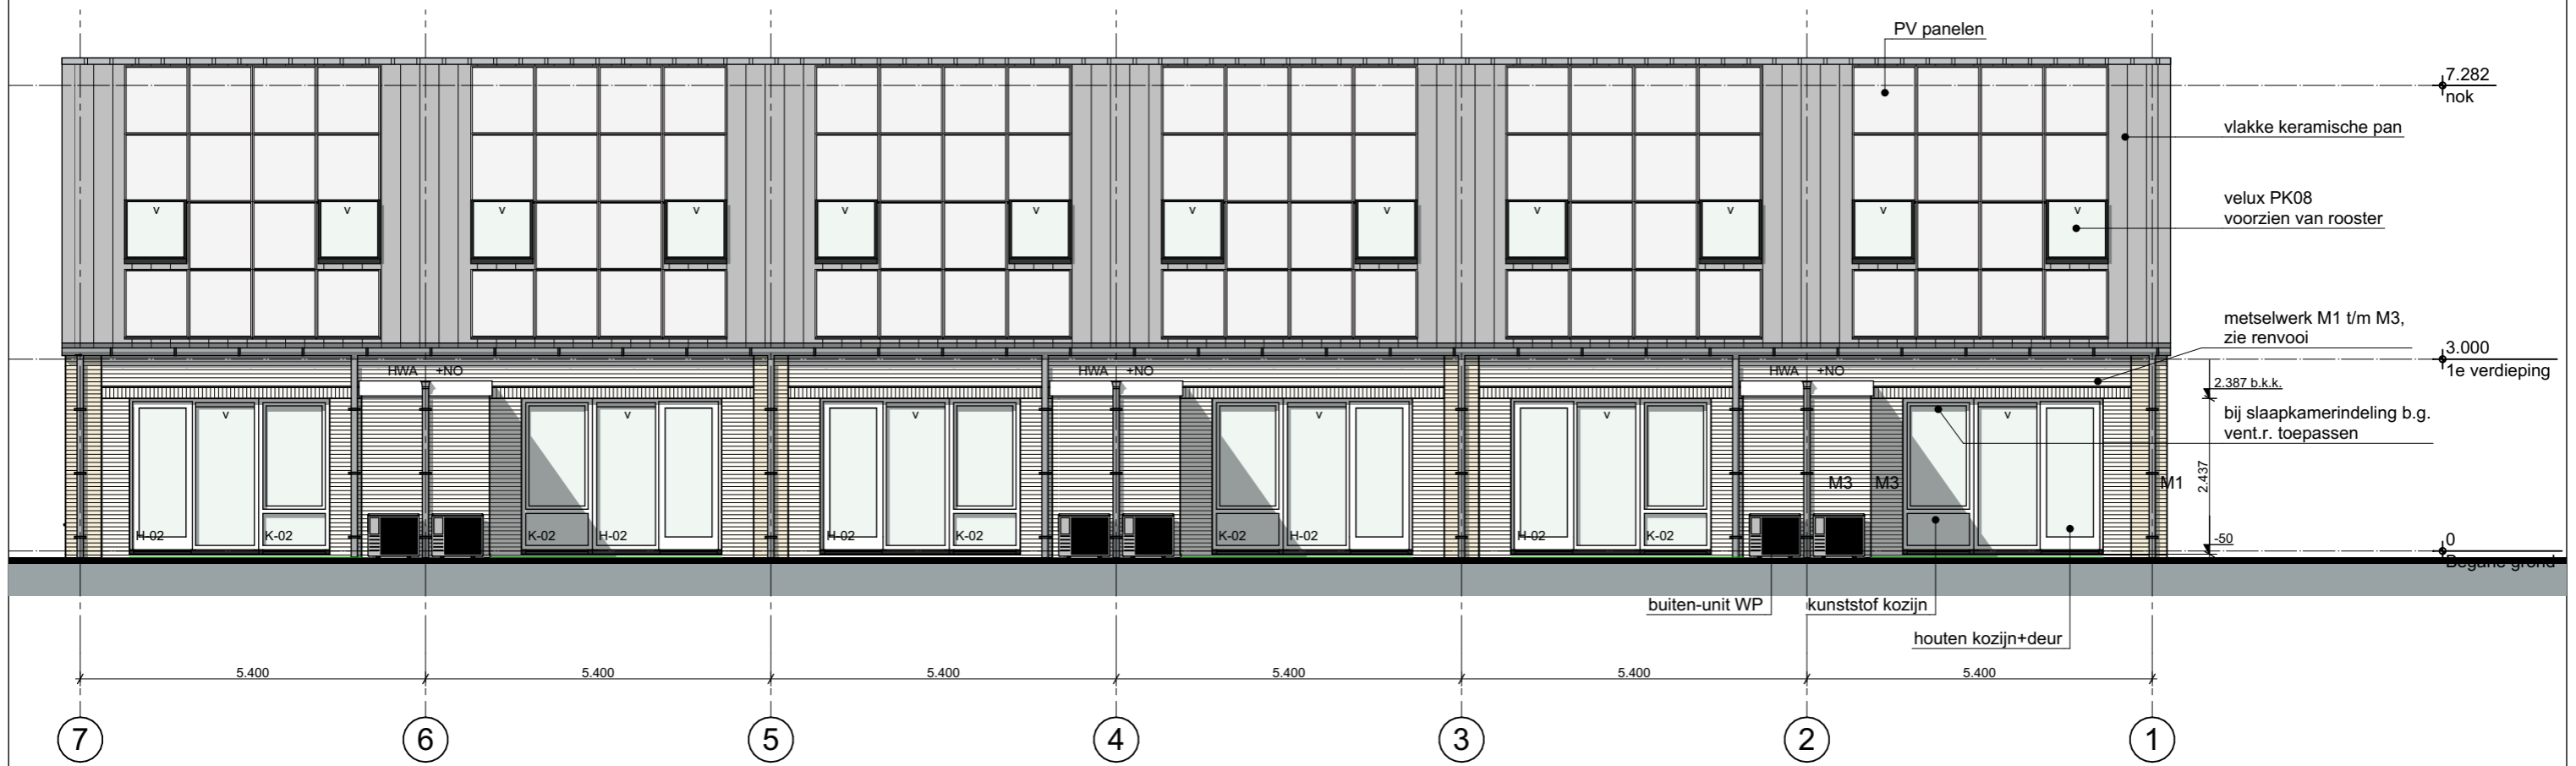 PV panelen
7.282
nok
vlakke keramische pan
v v v v v v v v v v v v
velux PK08
voorzien van rooster
metselwerk M1 t/m M3,
zie renvooi
3.000
1e verdieping
HWA +NO HWA +NO HWA +NO
2.387 b.k.k.
v v v v v v
bij slaapkamerindeling b.g.
vent.r. toepassen
M3 M3 M1
2.437
H-02 K-02 K-02 H-02 H-02 K-02 K-02 H-02 H-02 K-02
-50
0
Begane grond
buiten-unit WP
kunststof kozijn
houten kozijn+deur
5.400 5.400 5.400 5.400 5.400 5.400
7 6 5 4 3 2 1